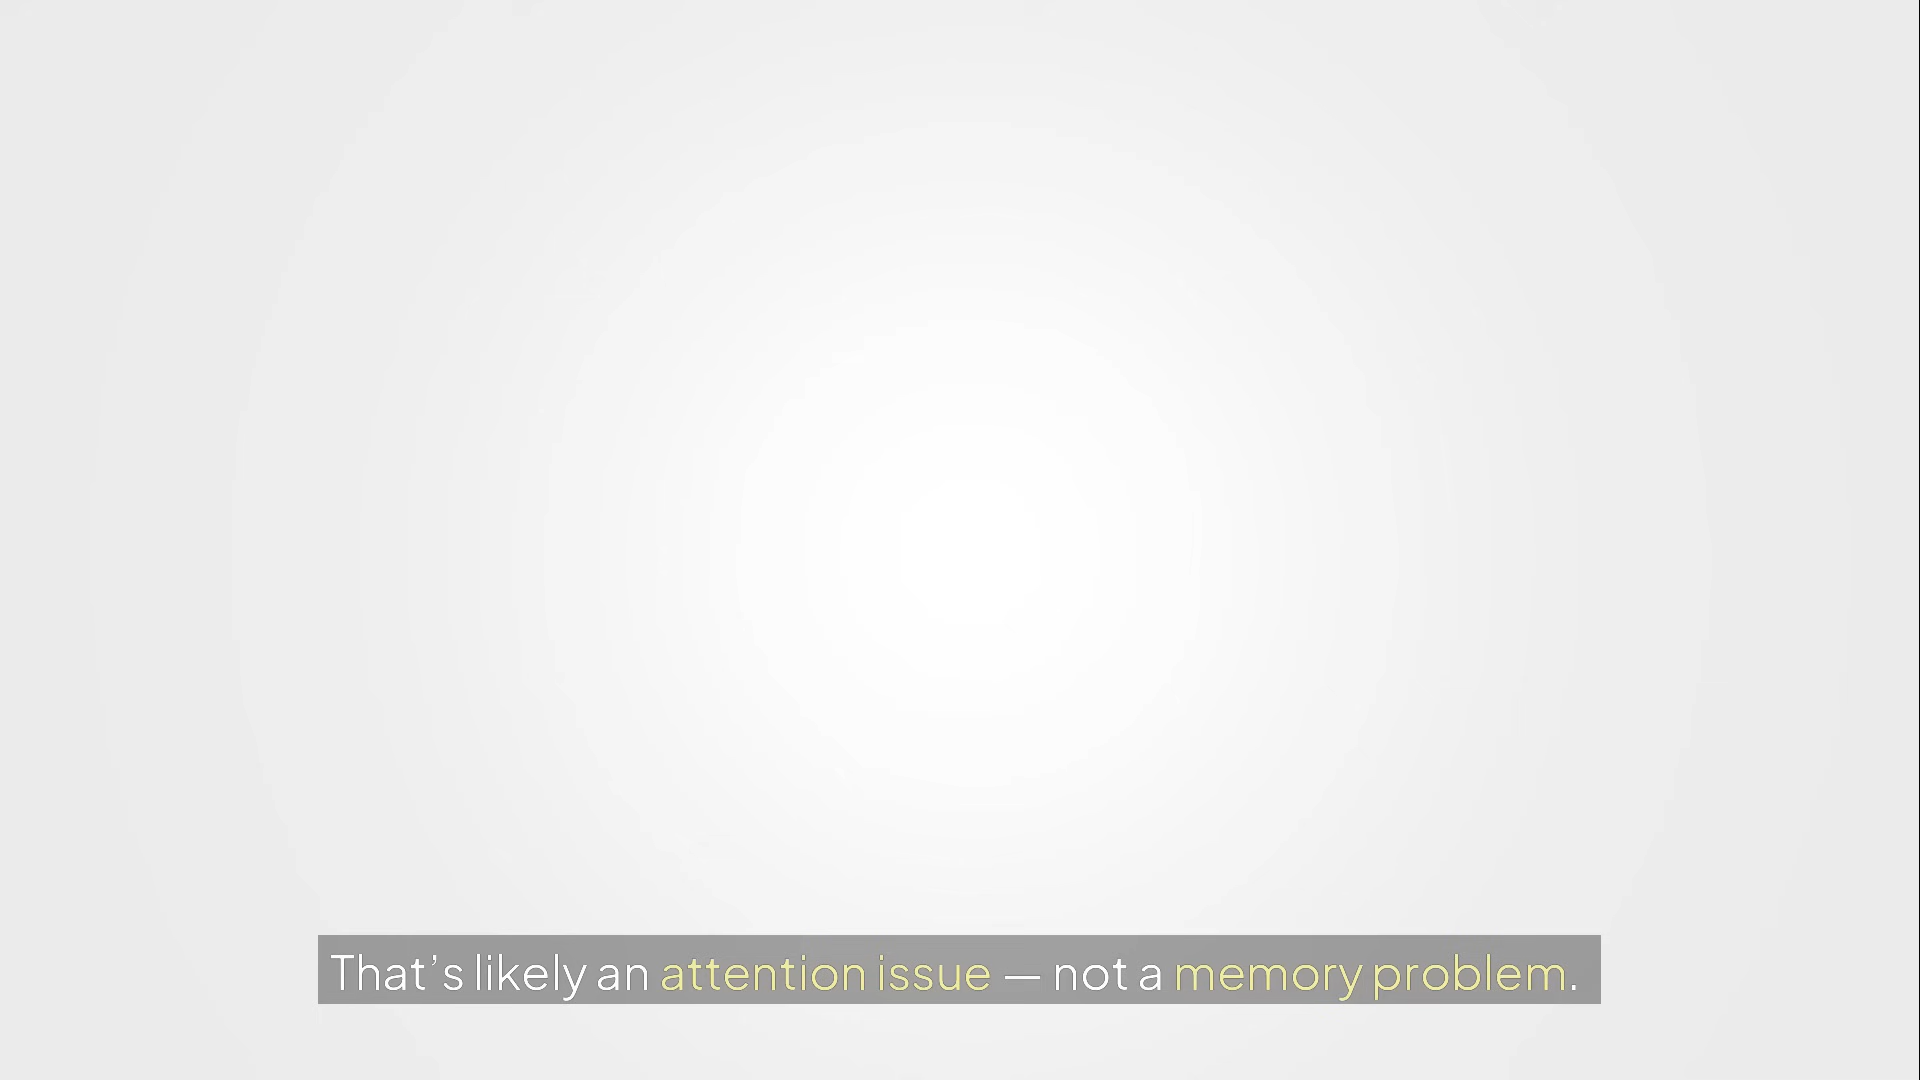 That’s likely an attention issue — not a memory problem.